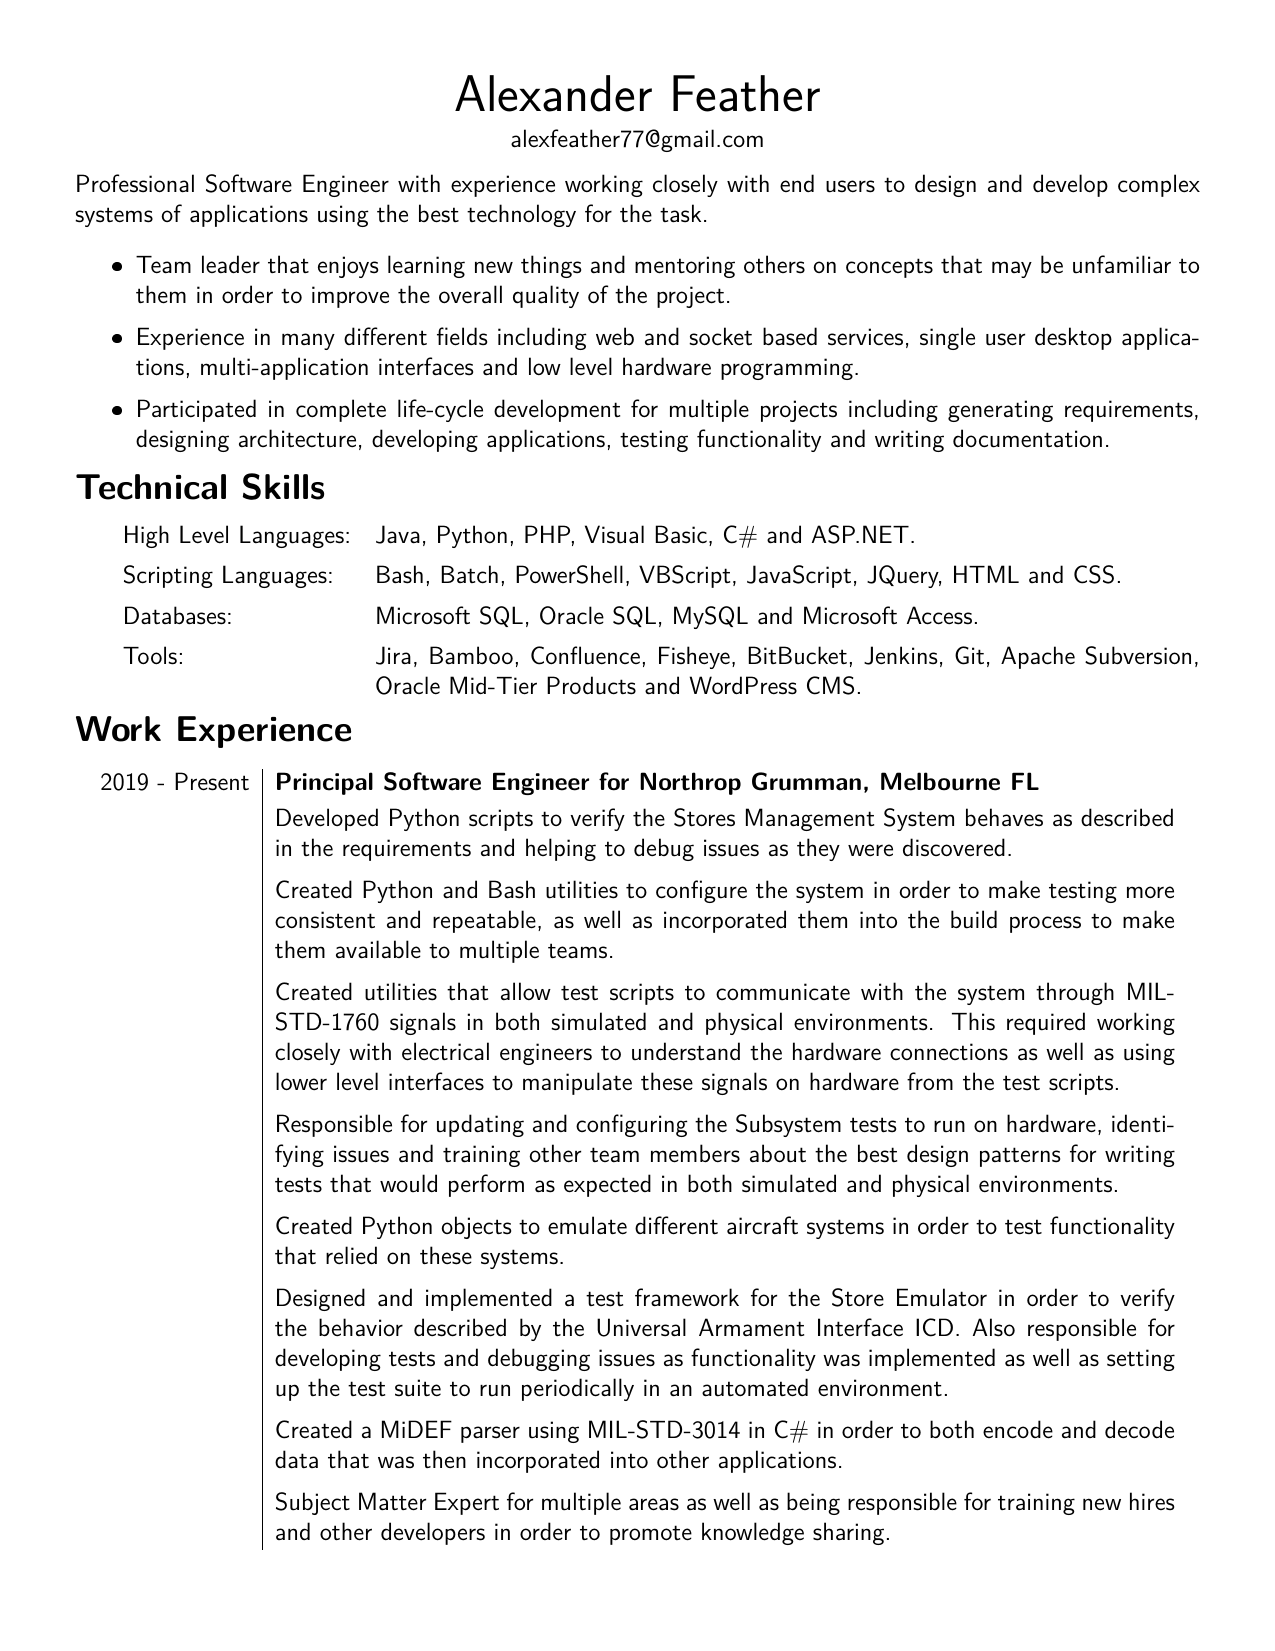 Alexander Feather
alexfeather77@gmail.com
Professional Software Engineer with experience working closely with end users to design and develop complex
systems of applications using the best technology for the task.
• Team leader that enjoys learning new things and mentoring others on concepts that may be unfamiliar to
them in order to improve the overall quality of the project.
• Experience in many different fields including web and socket based services, single user desktop applica-
tions, multi-application interfaces and low level hardware programming.
• Participated in complete life-cycle development for multiple projects including generating requirements,
designing architecture, developing applications, testing functionality and writing documentation.
Technical Skills
High Level Languages: Java, Python, PHP, Visual Basic, C# and ASP.NET.
Scripting Languages: Bash, Batch, PowerShell, VBScript, JavaScript, JQuery, HTML and CSS.
Databases: Microsoft SQL, Oracle SQL, MySQL and Microsoft Access.
Tools: Jira, Bamboo, Confluence, Fisheye, BitBucket, Jenkins, Git, Apache Subversion,
Oracle Mid-Tier Products and WordPress CMS.
Work Experience
2019 - Present Principal Software Engineer for Northrop Grumman, Melbourne FL
Developed Python scripts to verify the Stores Management System behaves as described
in the requirements and helping to debug issues as they were discovered.
Created Python and Bash utilities to configure the system in order to make testing more
consistent and repeatable, as well as incorporated them into the build process to make
them available to multiple teams.
Created utilities that allow test scripts to communicate with the system through MIL-
STD-1760 signals in both simulated and physical environments. This required working
closely with electrical engineers to understand the hardware connections as well as using
lower level interfaces to manipulate these signals on hardware from the test scripts.
Responsible for updating and configuring the Subsystem tests to run on hardware, identi-
fying issues and training other team members about the best design patterns for writing
tests that would perform as expected in both simulated and physical environments.
Created Python objects to emulate different aircraft systems in order to test functionality
that relied on these systems.
Designed and implemented a test framework for the Store Emulator in order to verify
the behavior described by the Universal Armament Interface ICD. Also responsible for
developing tests and debugging issues as functionality was implemented as well as setting
up the test suite to run periodically in an automated environment.
Created a MiDEF parser using MIL-STD-3014 in C# in order to both encode and decode
data that was then incorporated into other applications.
Subject Matter Expert for multiple areas as well as being responsible for training new hires
and other developers in order to promote knowledge sharing.